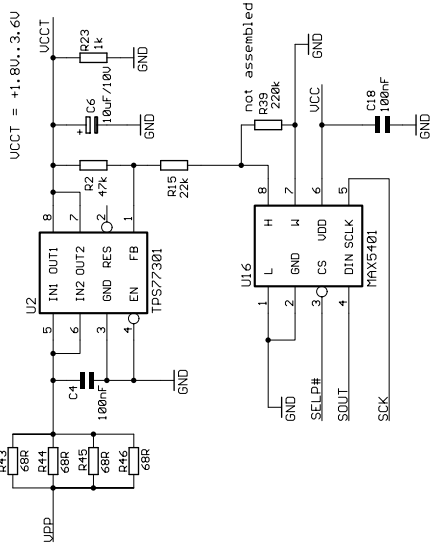 VCCT = +1.8V..3.6V
VCCT
R23
1k
GND
C6
10uF/10V
+
GND
R2
47k
R15
22k
not assembled
R39
220k
GND
VCC
C18
100nF
GND
U2
TPS77301
8
7
2
1
OUT1
OUT2
RES
FB
IN1
IN2
GND
EN
5
6
3
4
C4
100nF
GND
R43
68R
R44
68R
R45
68R
R46
68R
VPP
U16
MAX5401
8
7
6
5
H
W
VDD
SCLK
L
GND
CS
DIN
1
2
3
4
GND
SELP#
SOUT
SCK